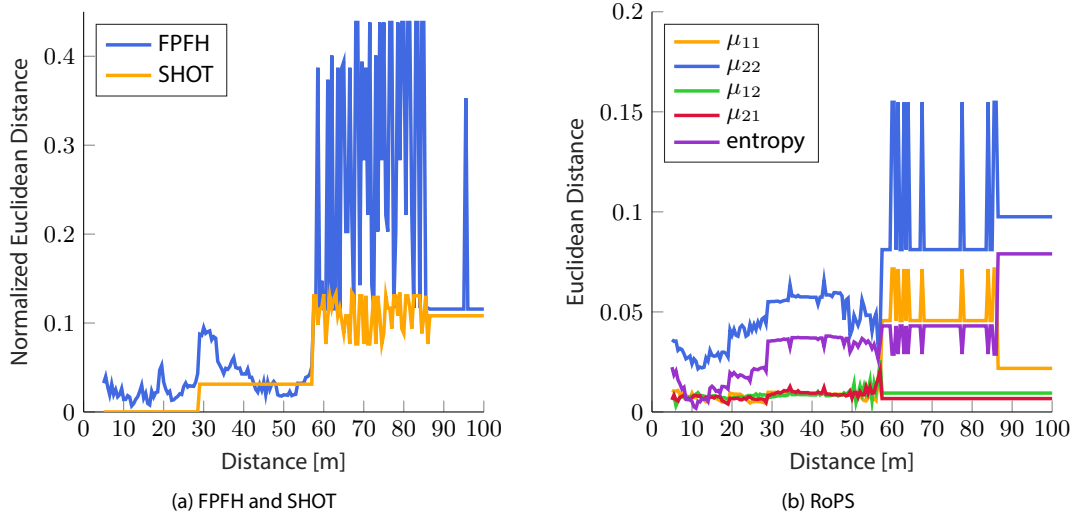 Normalized Euclidean Distance
0.4
0.3
0.2
0.1
0
FPFH
SHOT
0 10 20 30 40 50 60 70 80 90 100
Distance [m]
(a) FPFH and SHOT
Euclidean Distance
0.2
0.15
0.1
0.05
0
μ11
μ22
μ12
μ21
entropy
0 10 20 30 40 50 60 70 80 90 100
Distance [m]
(b) RoPS